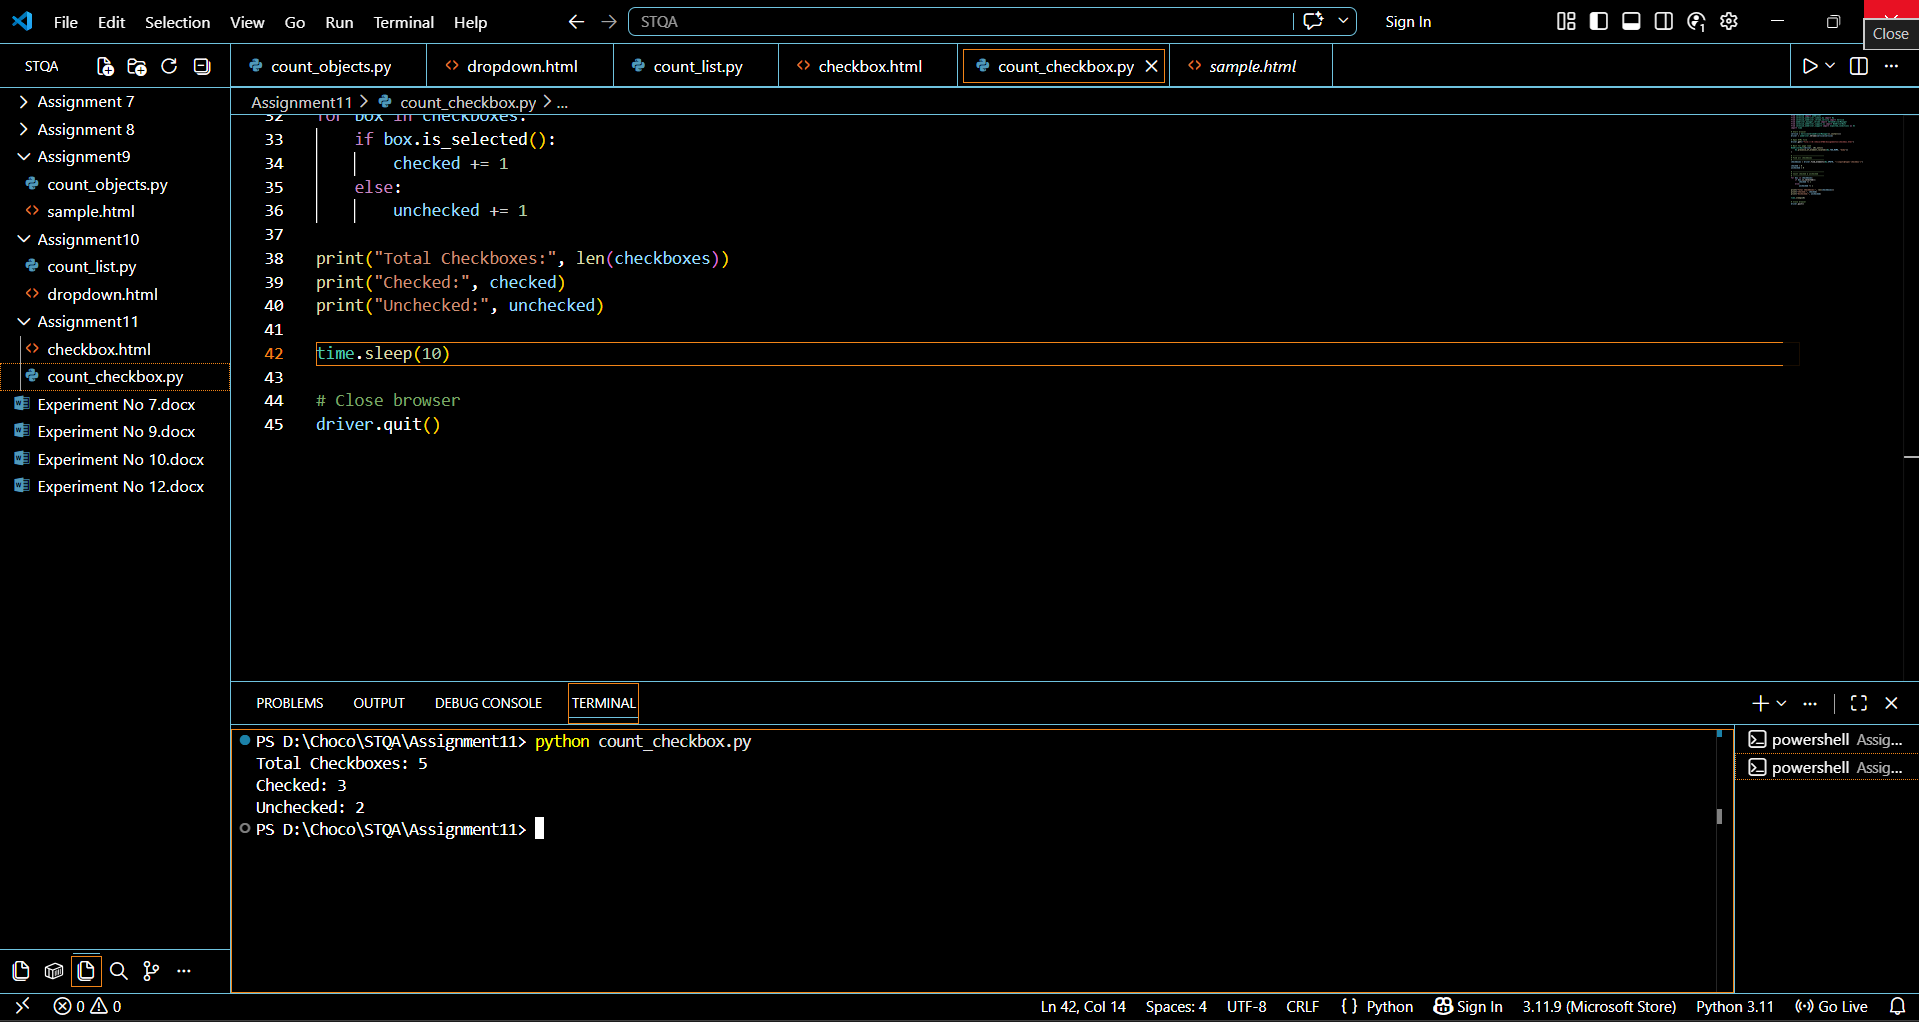 File Edit Selection View Go Run Terminal Help
STQA
Sign In
Close
STQA
count_objects.py
dropdown.html
count_list.py
checkbox.html
count_checkbox.py
sample.html
Assignment 7
Assignment 8
Assignment9
count_objects.py
sample.html
Assignment10
count_list.py
dropdown.html
Assignment11
checkbox.html
count_checkbox.py
Experiment No 7.docx
Experiment No 9.docx
Experiment No 10.docx
Experiment No 12.docx
Assignment11 > count_checkbox.py > ...
32 for box in checkboxes:
33 if box.is_selected():
34 checked += 1
35 else:
36 unchecked += 1
37
38 print("Total Checkboxes:", len(checkboxes))
39 print("Checked:", checked)
40 print("Unchecked:", unchecked)
41
42 time.sleep(10)
43
44 # Close browser
45 driver.quit()
PROBLEMS OUTPUT DEBUG CONSOLE TERMINAL
PS D:\Choco\STQA\Assignment11> python count_checkbox.py
Total Checkboxes: 5
Checked: 3
Unchecked: 2
PS D:\Choco\STQA\Assignment11>
powershell Assig...
powershell Assig...
0 0
Ln 42, Col 14 Spaces: 4 UTF-8 CRLF { } Python Sign In 3.11.9 (Microsoft Store) Python 3.11 Go Live